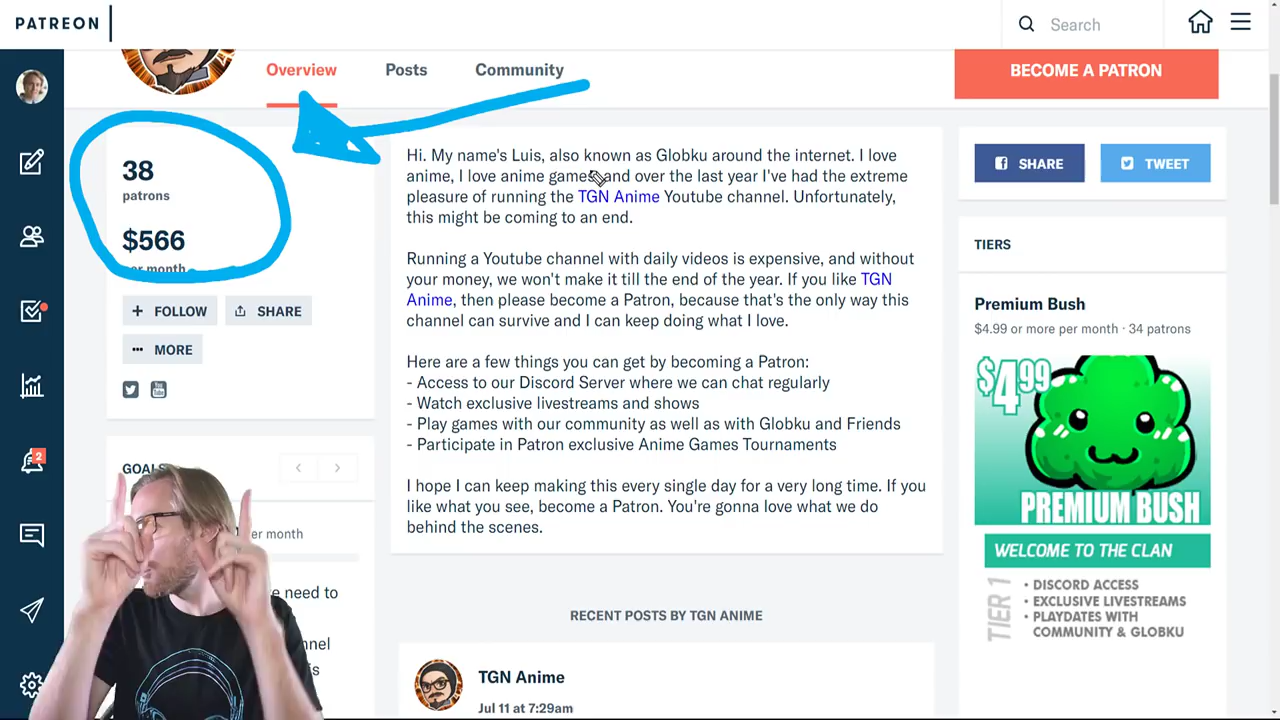 PATREON
Search
Overview
Posts
Community
BECOME A PATRON
38
patrons
$566
per month
+ FOLLOW
SHARE
••• MORE
GOALS
er month
e need to
nnel
s
Hi. My name's Luis, also known as Globku around the internet. I love
anime, I love anime games and over the last year I've had the extreme
pleasure of running the TGN Anime Youtube channel. Unfortunately,
this might be coming to an end.
Running a Youtube channel with daily videos is expensive, and without
your money, we won't make it till the end of the year. If you like TGN
Anime, then please become a Patron, because that's the only way this
channel can survive and I can keep doing what I love.
Here are a few things you can get by becoming a Patron:
- Access to our Discord Server where we can chat regularly
- Watch exclusive livestreams and shows
- Play games with our community as well as with Globku and Friends
- Participate in Patron exclusive Anime Games Tournaments
I hope I can keep making this every single day for a very long time. If you
like what you see, become a Patron. You're gonna love what we do
behind the scenes.
RECENT POSTS BY TGN ANIME
TGN Anime
Jul 11 at 7:29am
SHARE
TWEET
TIERS
Premium Bush
$4.99 or more per month · 34 patrons
$4.99
PREMIUM BUSH
WELCOME TO THE CLAN
TIER 1
• DISCORD ACCESS
• EXCLUSIVE LIVESTREAMS
• PLAYDATES WITH
COMMUNITY & GLOBKU
2